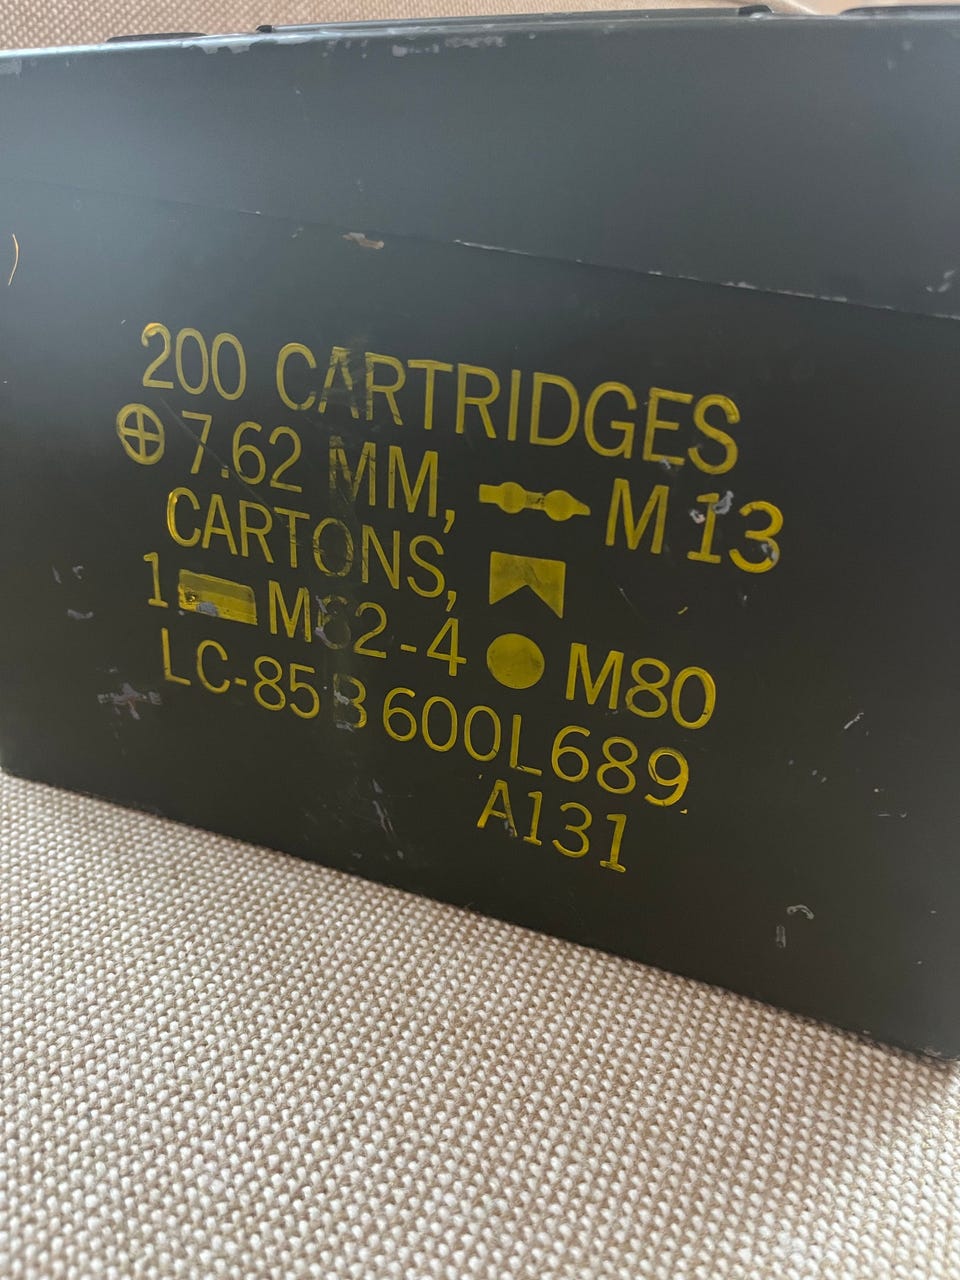 200 CARTRIDGES
7.62 MM, M 13
CARTONS,
1 M62-4 M80
LC-85 B 600L689
A131